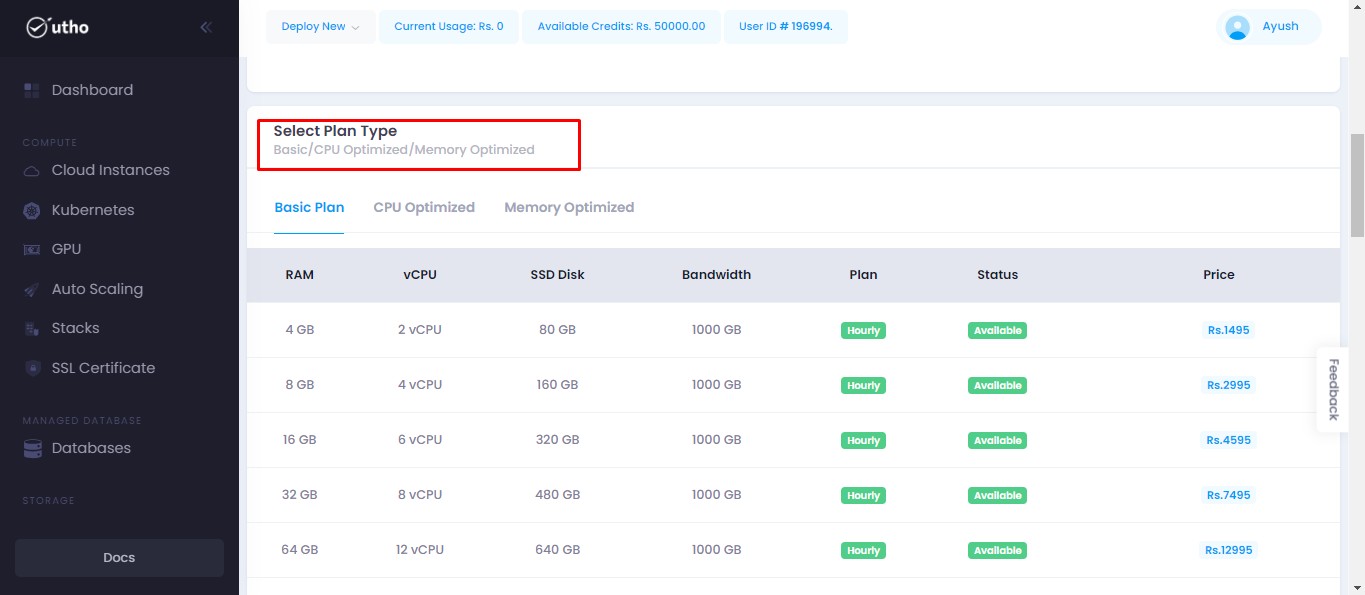 utho
Deploy New
Current Usage: Rs. 0
Available Credits: Rs. 50000.00
User ID # 196994.
Ayush
Dashboard
COMPUTE
Cloud Instances
Kubernetes
GPU
Auto Scaling
Stacks
SSL Certificate
MANAGED DATABASE
Databases
STORAGE
Docs
Select Plan Type
Basic/CPU Optimized/Memory Optimized
Basic Plan CPU Optimized Memory Optimized
RAM vCPU SSD Disk Bandwidth Plan Status Price
4 GB 2 vCPU 80 GB 1000 GB Hourly Available Rs.1495
8 GB 4 vCPU 160 GB 1000 GB Hourly Available Rs.2995
16 GB 6 vCPU 320 GB 1000 GB Hourly Available Rs.4595
32 GB 8 vCPU 480 GB 1000 GB Hourly Available Rs.7495
64 GB 12 vCPU 640 GB 1000 GB Hourly Available Rs.12995
Feedback